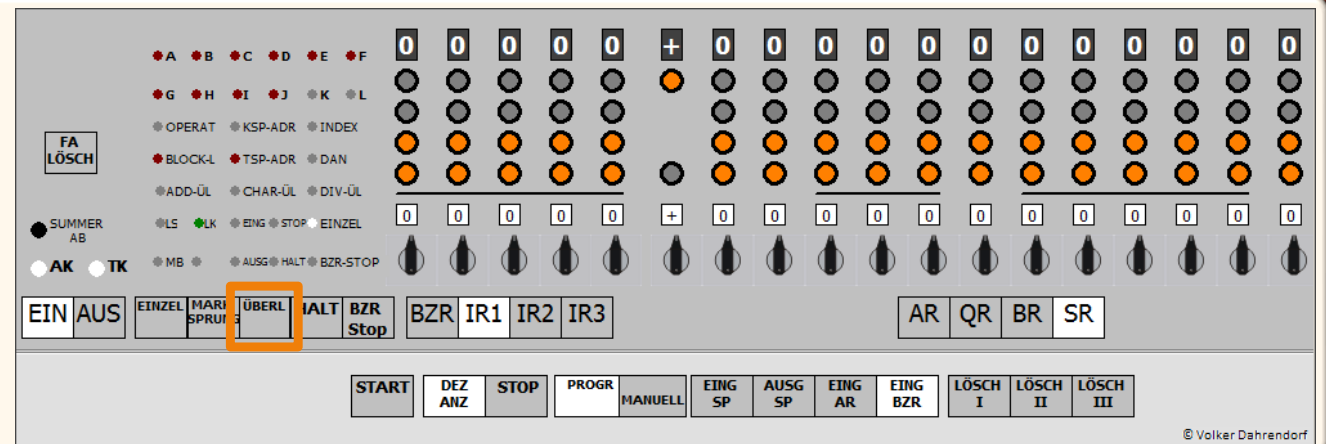 0 0 0 0 0 + 0 0 0 0 0 0 0 0 0 0 0 0
A B C D E F
G H I J K L
OPERAT KSP-ADR INDEX
FA
LÖSCH
BLOCK-L TSP-ADR DAN
ADD-ÜL CHAR-ÜL DIV-ÜL
0 0 0 0 0 + 0 0 0 0 0 0 0 0 0 0 0 0
SUMMER
AB
LS LK EING STOP EINZEL
AK TK
MB AUSG HALT BZR-STOP
EIN AUS
EINZEL
MARK
SPRUNG
ÜBERL
HALT
BZR
Stop
BZR IR1 IR2 IR3
AR QR BR SR
START
DEZ
ANZ
STOP
PROGR
MANUELL
EING
SP
AUSG
SP
EING
AR
EING
BZR
LÖSCH
I
LÖSCH
II
LÖSCH
III
© Volker Dahrendorf